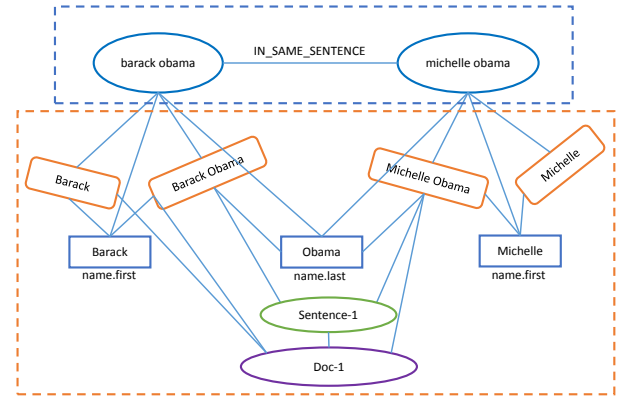 IN_SAME_SENTENCE
barack obama
michelle obama
Barack
Barack Obama
Michelle Obama
Michelle
Barack
Obama
Michelle
name.first
name.last
name.first
Sentence-1
Doc-1